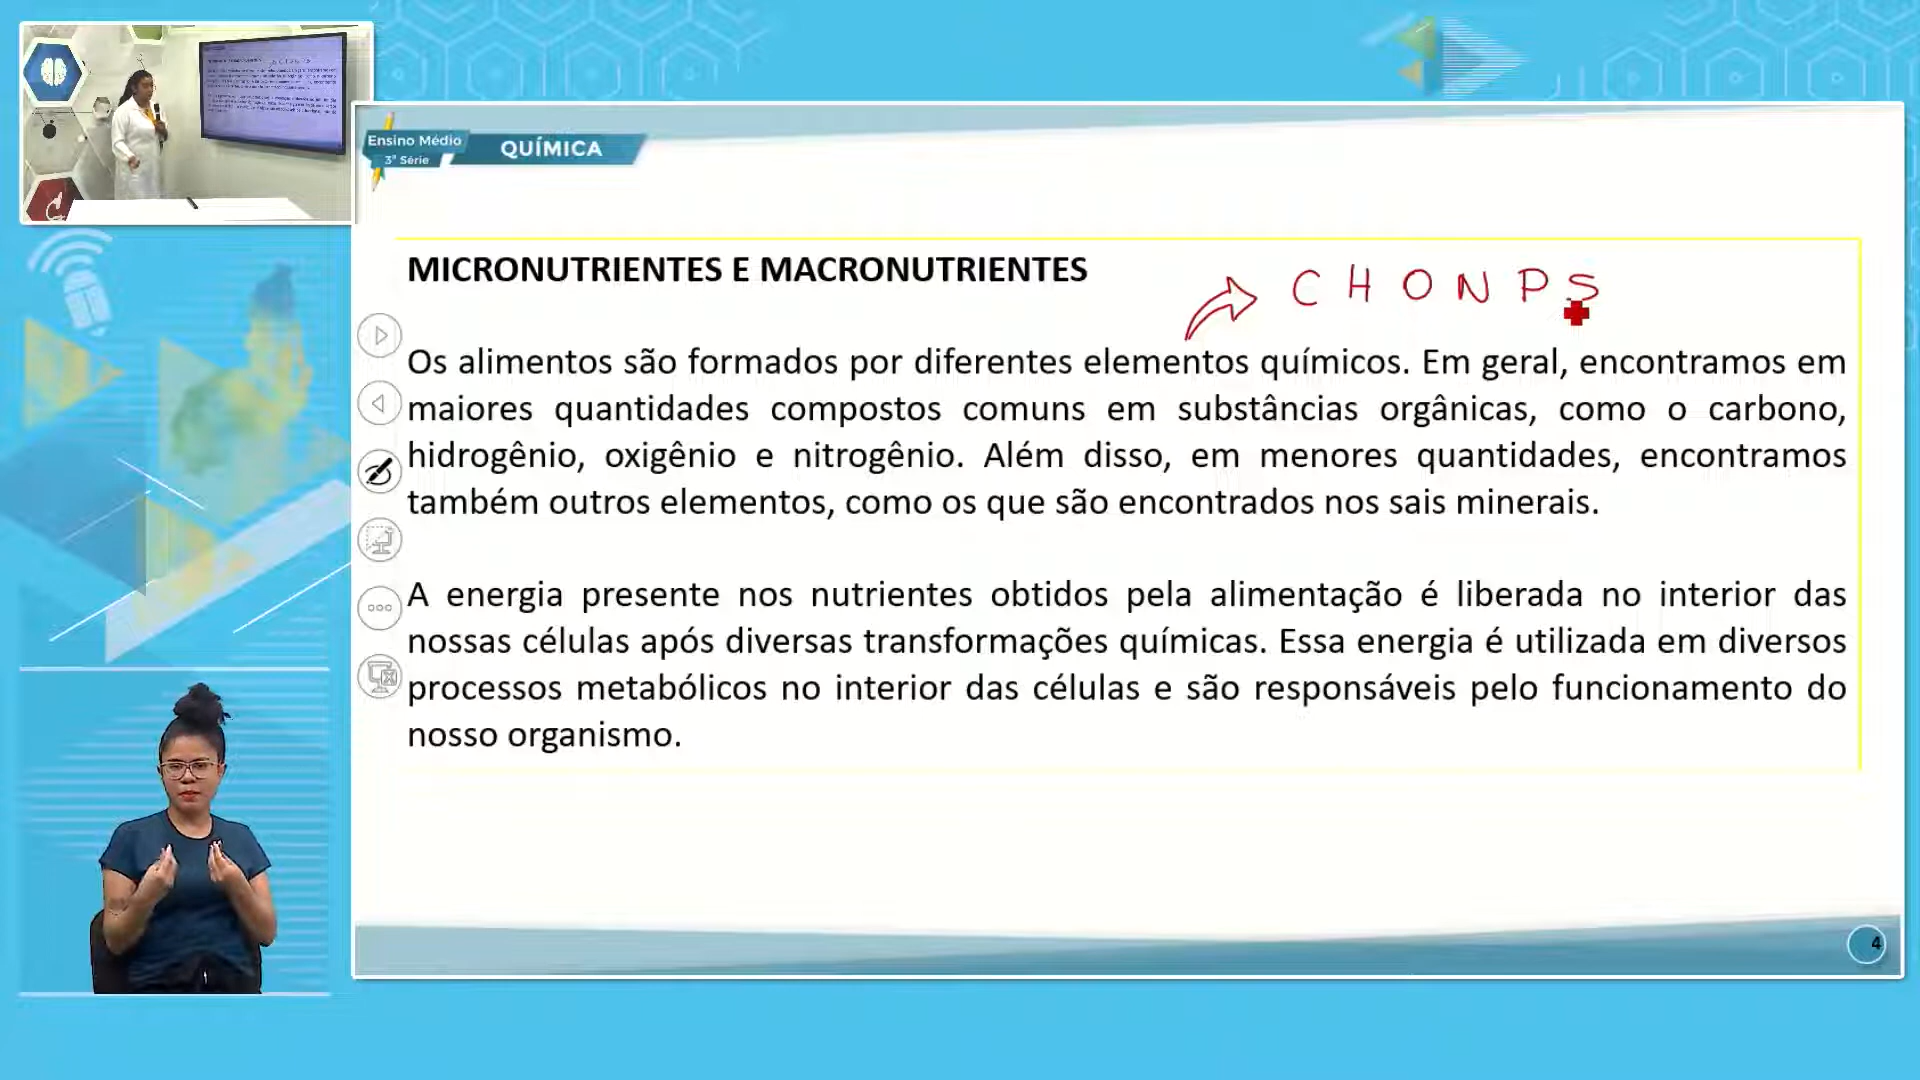 Ensino Médio
3ª Série
QUÍMICA
MICRONUTRIENTES E MACRONUTRIENTES
C H O N P S
Os alimentos são formados por diferentes elementos químicos. Em geral, encontramos em
maiores quantidades compostos comuns em substâncias orgânicas, como o carbono,
hidrogênio, oxigênio e nitrogênio. Além disso, em menores quantidades, encontramos
também outros elementos, como os que são encontrados nos sais minerais.
A energia presente nos nutrientes obtidos pela alimentação é liberada no interior das
nossas células após diversas transformações químicas. Essa energia é utilizada em diversos
processos metabólicos no interior das células e são responsáveis pelo funcionamento do
nosso organismo.
4